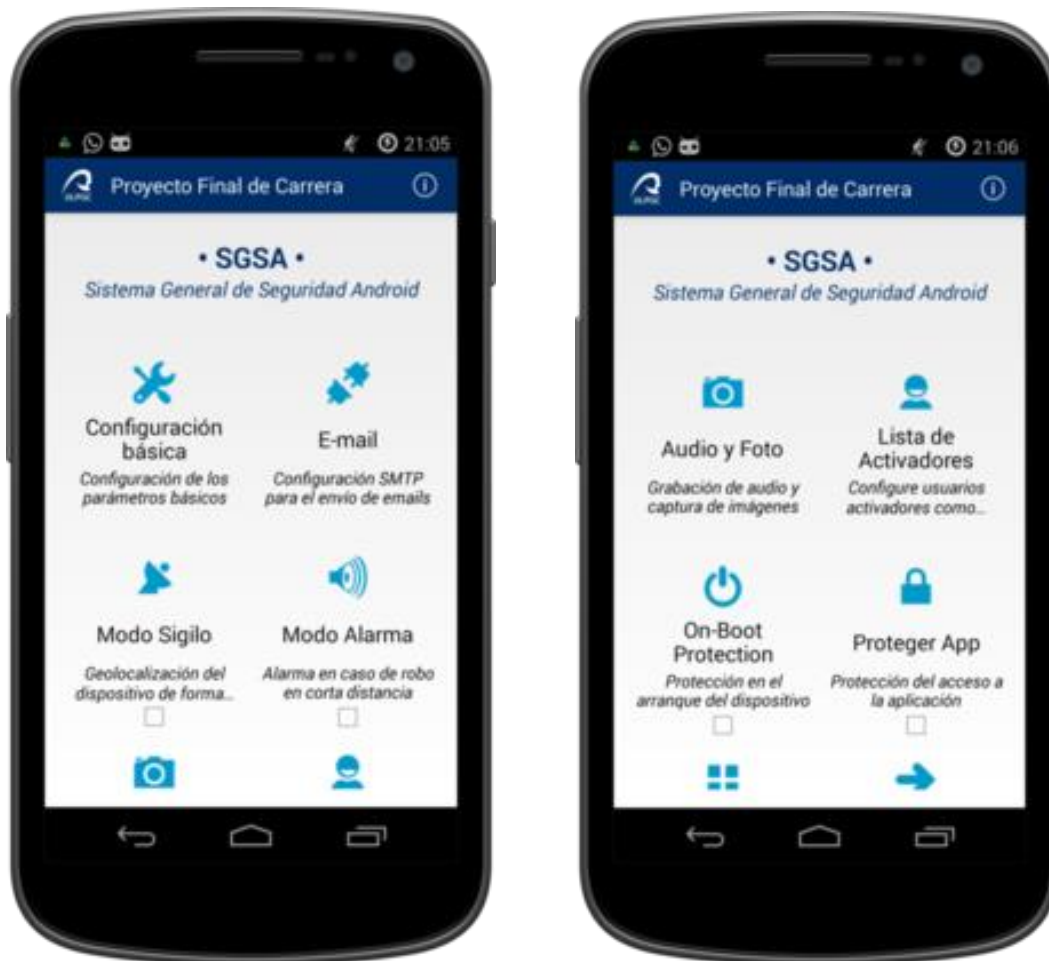 21:05
Proyecto Final de Carrera
• SGSA •
Sistema General de Seguridad Android
Configuración
básica
Configuración de los
parámetros básicos
E-mail
Configuración SMTP
para el envío de emails
Modo Sigilo
Geolocalización del
dispositivo de forma...
Modo Alarma
Alarma en caso de robo
en corta distancia
21:06
Proyecto Final de Carrera
• SGSA •
Sistema General de Seguridad Android
Audio y Foto
Grabación de audio y
captura de imágenes
Lista de
Activadores
Configure usuarios
activadores como...
On-Boot
Protection
Protección en el
arranque del dispositivo
Proteger App
Protección del acceso a
la aplicación